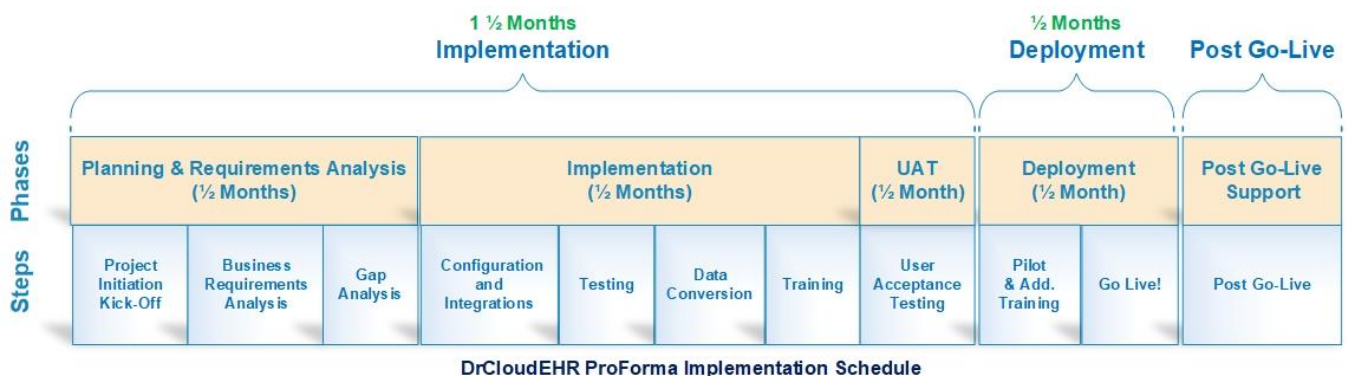 1 ½ Months
Implementation
½ Months
Deployment
Post Go-Live
Phases
Planning & Requirements Analysis
(½ Months)
Implementation
(½ Months)
UAT
(½ Month)
Deployment
(½ Month)
Post Go-Live
Support
Steps
Project
Initiation
Kick-Off
Business
Requirements
Analysis
Gap
Analysis
Configuration
and
Integrations
Testing
Data
Conversion
Training
User
Acceptance
Testing
Pilot
& Add.
Training
Go Live!
Post Go-Live
DrCloudEHR ProForma Implementation Schedule